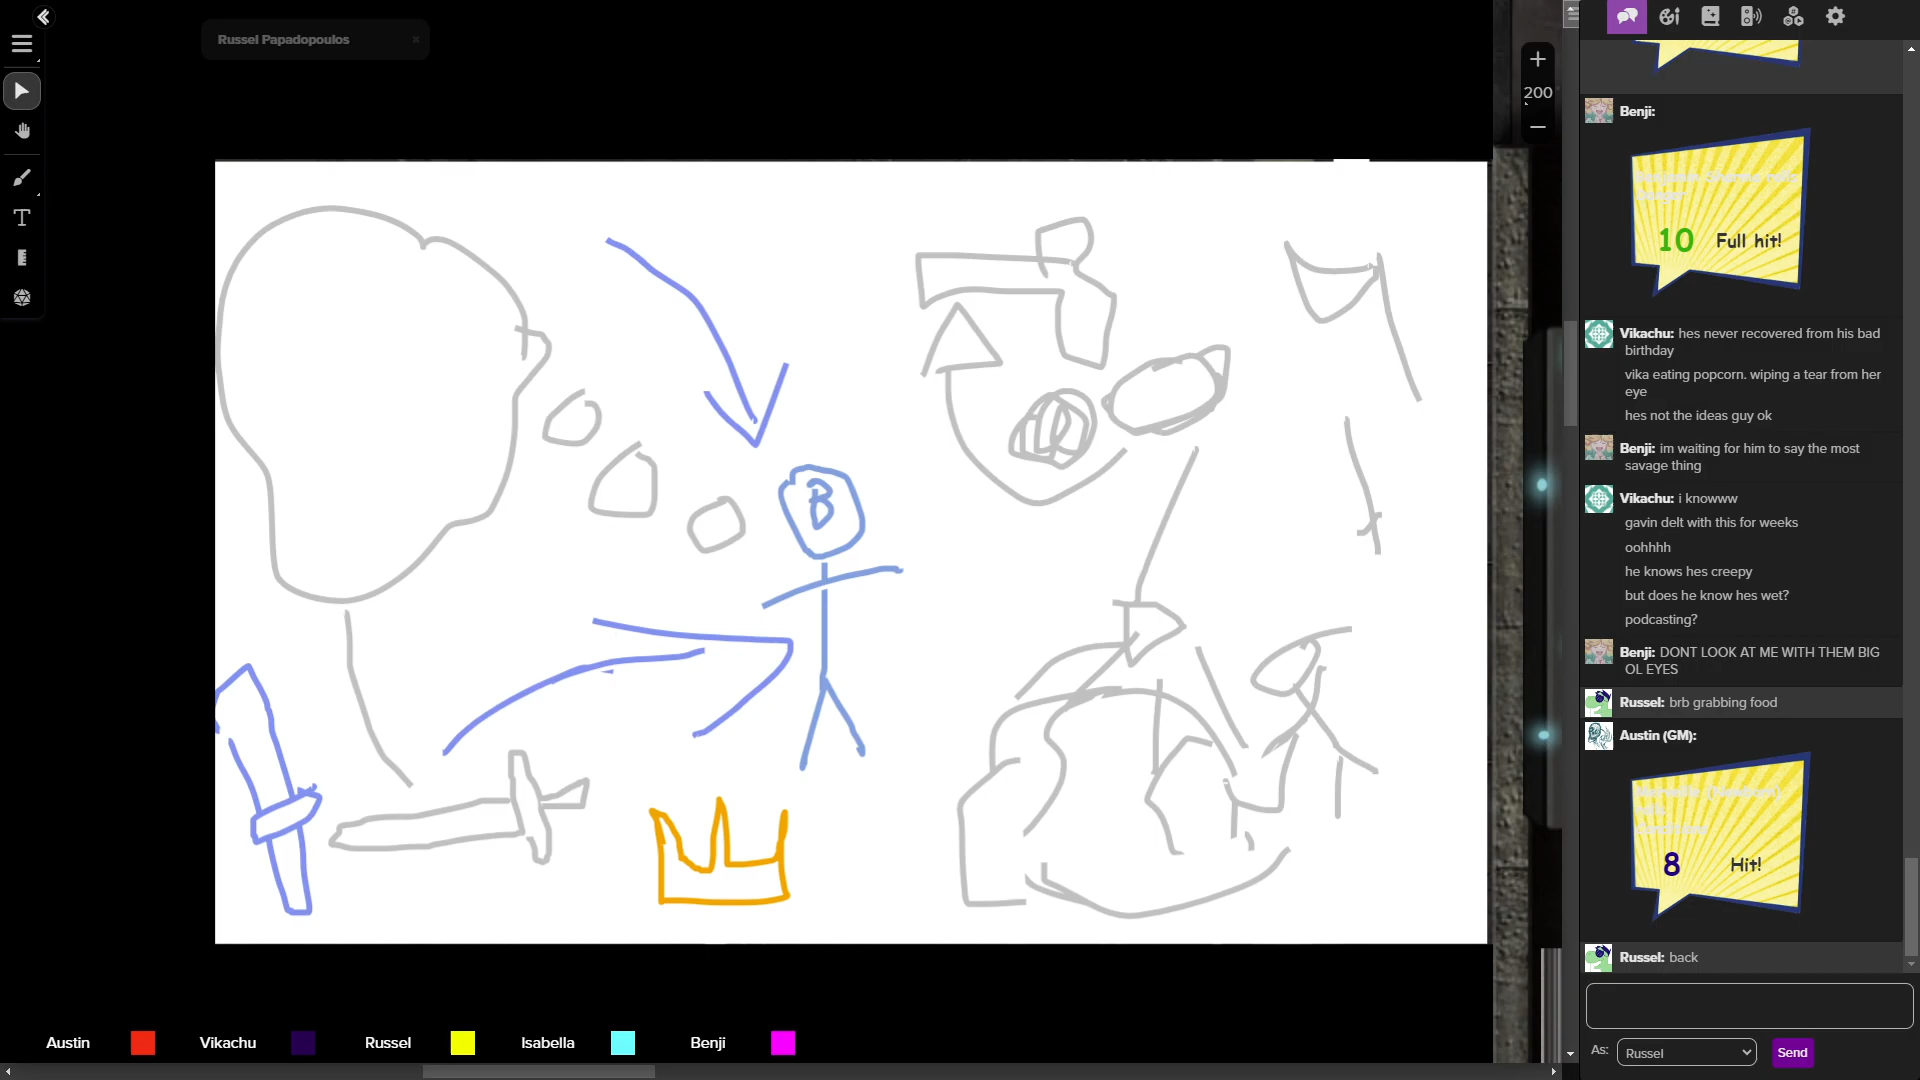 Russel Papadopoulos
200
Benji:
10 Full hit!
Vikachu: hes never recovered from his bad
birthday
vika eating popcorn. wiping a tear from her
eye
hes not the ideas guy ok
Benji: im waiting for him to say the most
savage thing
Vikachu: i knowww
gavin delt with this for weeks
oohhhh
he knows hes creepy
but does he know hes wet?
podcasting?
Benji: DONT LOOK AT ME WITH THEM BIG
OL EYES
Russel: brb grabbing food
Austin (GM):
8 Hit!
Russel: back
B
Austin
Vikachu
Russel
Isabella
Benji
As: Russel Send